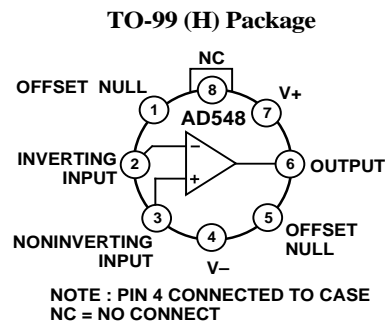 TO-99 (H) Package
NC
OFFSET NULL
8
1
V+
7
AD548
INVERTING
INPUT
2
−
6
OUTPUT
+
3
5
NONINVERTING
INPUT
4
OFFSET
NULL
V−
NOTE : PIN 4 CONNECTED TO CASE
NC = NO CONNECT